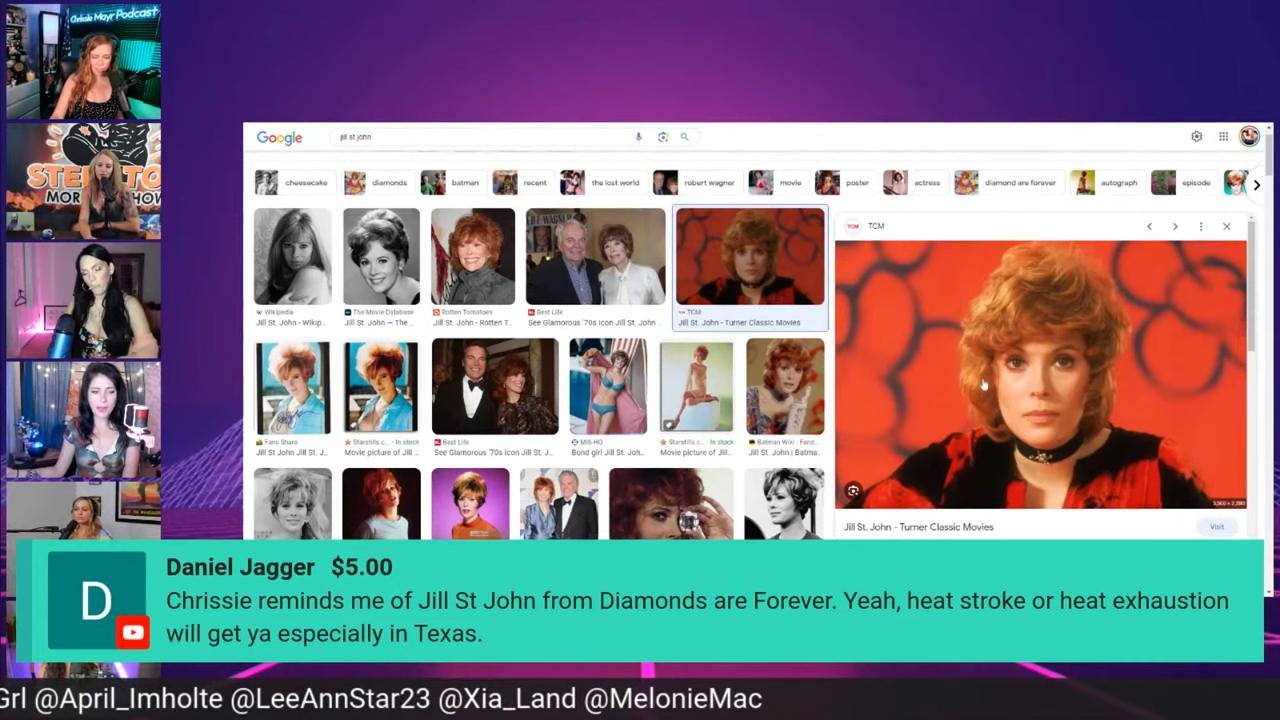 Chrissie Mayr Podcast
MOR
Google
jill st john
cheesecake
diamonds
batman
recent
the lost world
robert wagner
movie
poster
actress
diamond are forever
autograph
episode
TCM
Wikipedia
Jill St. John - Wikip...
The Movie Database
Jill St. John — The ...
Rotten Tomatoes
Jill St. John - Rotten T...
Best Life
See Glamorous '70s Icon Jill St. John ...
TCM
Jill St. John - Turner Classic Movies
Fans Share
Jill St John Jill St. J...
Starstills.c... · In stock
Movie picture of Jill ...
Best Life
See Glamorous '70s Icon Jill St. J...
MI6-HQ
Bond girl Jill St. Joh...
Starstills.c... · In stock
Movie picture of Jill ...
Batman Wiki - Fand...
Jill St. John | Batma...
Jill St. John - Turner Classic Movies
Visit
D
Daniel Jagger $5.00
Chrissie reminds me of Jill St John from Diamonds are Forever. Yeah, heat stroke or heat exhaustion
will get ya especially in Texas.
Grl @April_Imholte @LeeAnnStar23 @Xia_Land @MelonieMac